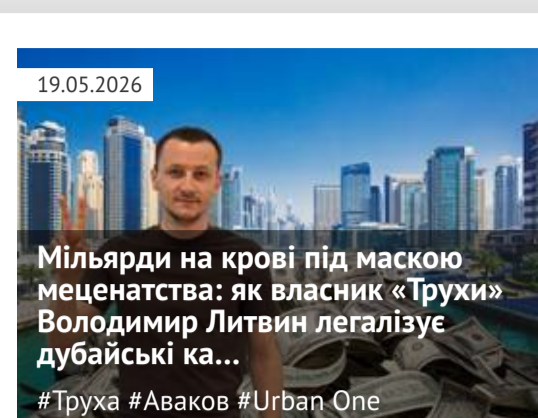 19.05.2026
Мільярди на крові під маскою
меценатства: як власник «Трухи»
Володимир Литвин легалізує
дубайські ка...
#Труха #Аваков #Urban One